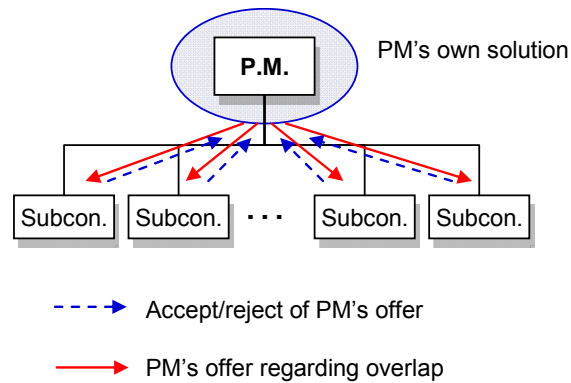 PM's own solution
P.M.
Subcon. Subcon. ... Subcon. Subcon.
Accept/reject of PM's offer
PM's offer regarding overlap